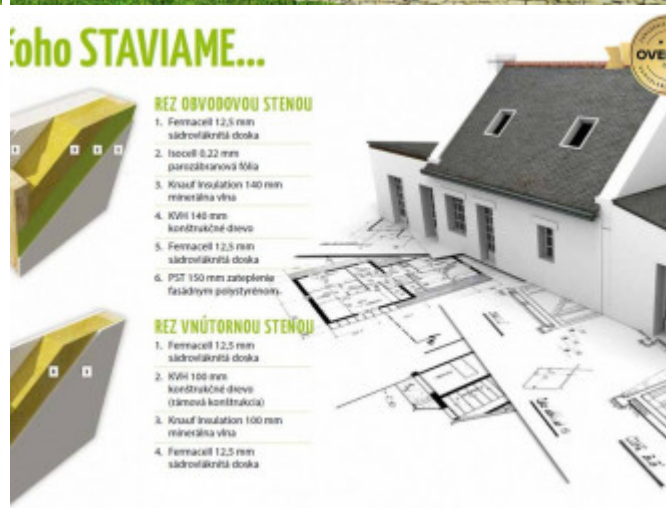 čoho STAVIAME...
OVE
REZ OBVODOVOU STENOU
1. Fermacell 12,5 mm
sádrovláknitá doska
2. Isocell 0,22 mm
parozábranová fólia
3. Knauf Insulation 140 mm
minerálna vlna
4. KVH 140 mm
konštrukčné drevo
5. Fermacell 12,5 mm
sádrovláknitá doska
6. PST 150 mm zateplenie
fasádnym polystyrénom
REZ VNÚTORNOU STENOU
1. Fermacell 12,5 mm
sádrovláknitá doska
2. KVH 100 mm
konštrukčné drevo
(rámová konštrukcia)
3. Knauf Insulation 100 mm
minerálna vlna
4. Fermacell 12,5 mm
sádrovláknitá doska